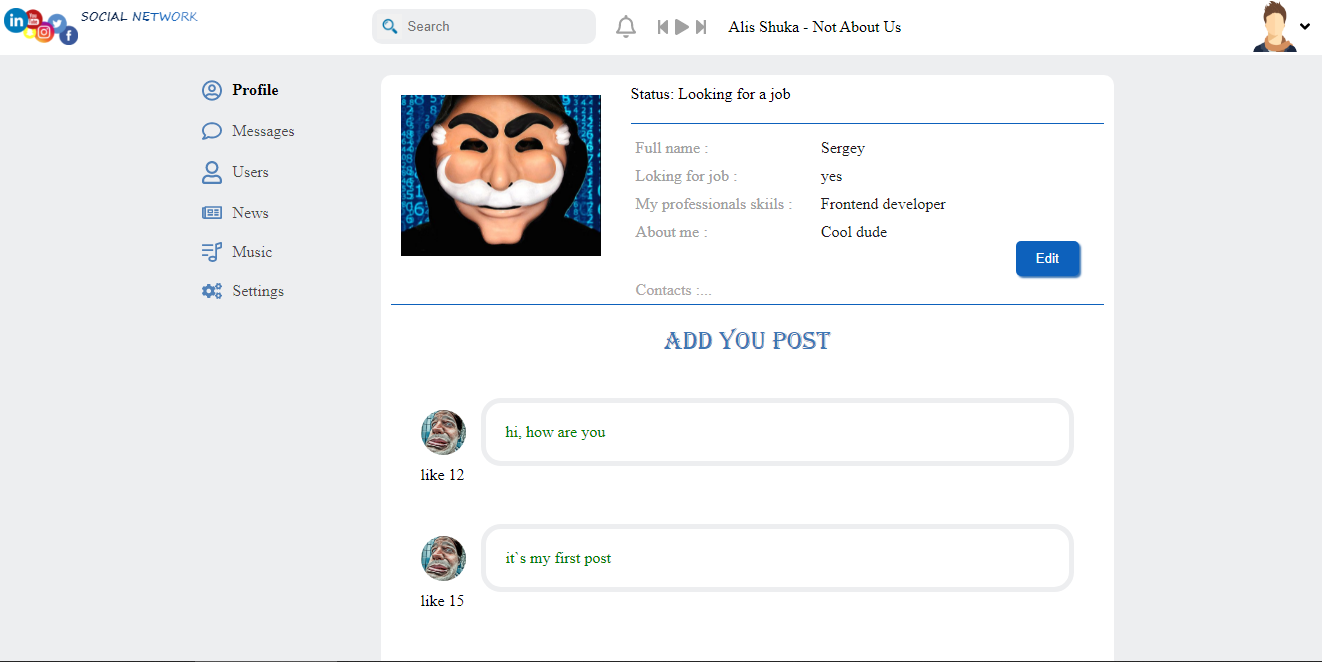 SOCIAL NETWORK
Search
Alis Shuka - Not About Us
Profile
Messages
Users
News
Music
Settings
Status: Looking for a job
Full name : Sergey
Loking for job : yes
My professionals skiils : Frontend developer
About me : Cool dude
Edit
Contacts :...
ADD YOU POST
hi, how are you
like 12
it`s my first post
like 15